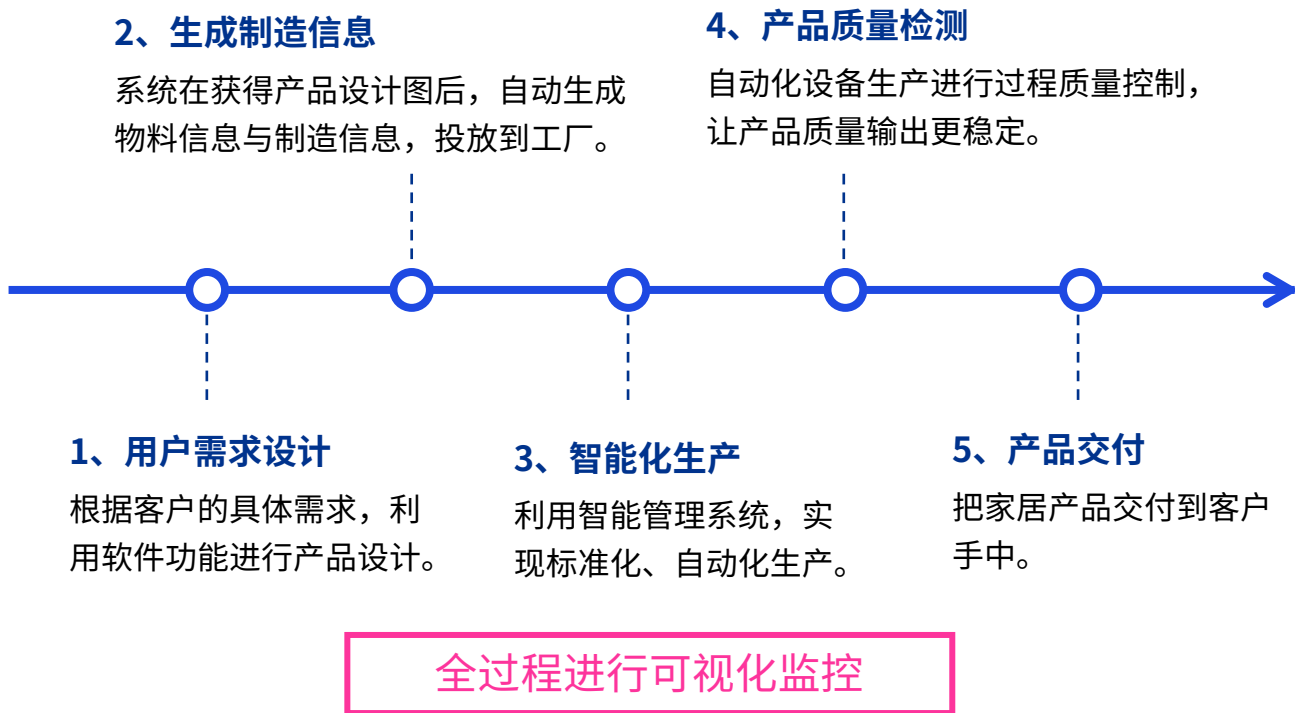 2、生成制造信息
系统在获得产品设计图后，自动生成
物料信息与制造信息，投放到工厂。
4、产品质量检测
自动化设备生产进行过程质量控制，
让产品质量输出更稳定。
1、用户需求设计
根据客户的具体需求，利
用软件功能进行产品设计。
3、智能化生产
利用智能管理系统，实
现标准化、自动化生产。
5、产品交付
把家居产品交付到客户
手中。
全过程进行可视化监控